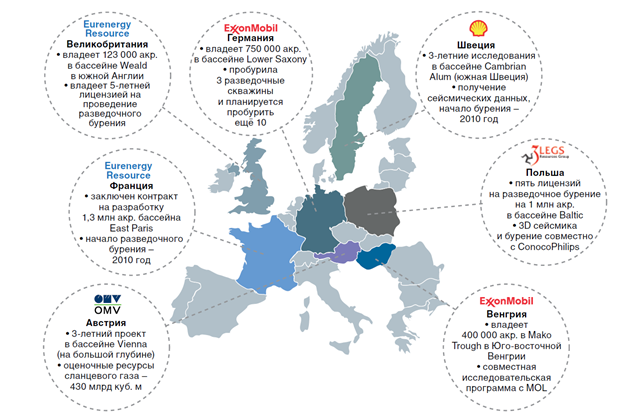 Eurenergy
Resource
Великобритания
• владеет 123 000 акр.
в бассейне Weald
в южной Англии
• владеет 5-летней
лицензией на
проведение
разведочного
бурения
ExxonMobil
Германия
• владеет 750 000 акр.
в бассейне Lower Saxony
• пробурила
3 разведочные
скважины
и планируется
пробурить
ещё 10
Швеция
• 3-летние исследования
в бассейне Cambrian
Alum (южная Швеция)
• получение
сейсмических данных,
начало бурения –
2010 год
Eurenergy
Resource
Франция
• заключен контракт
на разработку
1,3 млн акр. бассейна
East Paris
• начало разведочного
бурения –
2010 год
3LEGS
Resources Group
Польша
• пять лицензий
на разведочное бурение
на 1 млн акр.
в бассейне Baltic
• 3D сейсмика
и бурение совместно
с ConocoPhilips
OMV
OMV
Австрия
• 3-летний проект
в бассейне Vienna
(на большой глубине)
• оценочные ресурсы
сланцевого газа –
430 млрд куб. м
ExxonMobil
Венгрия
• владеет
400 000 акр. в Mako
Trough в Юго-восточной
Венгрии
• совместная
исследовательская
программа с MOL